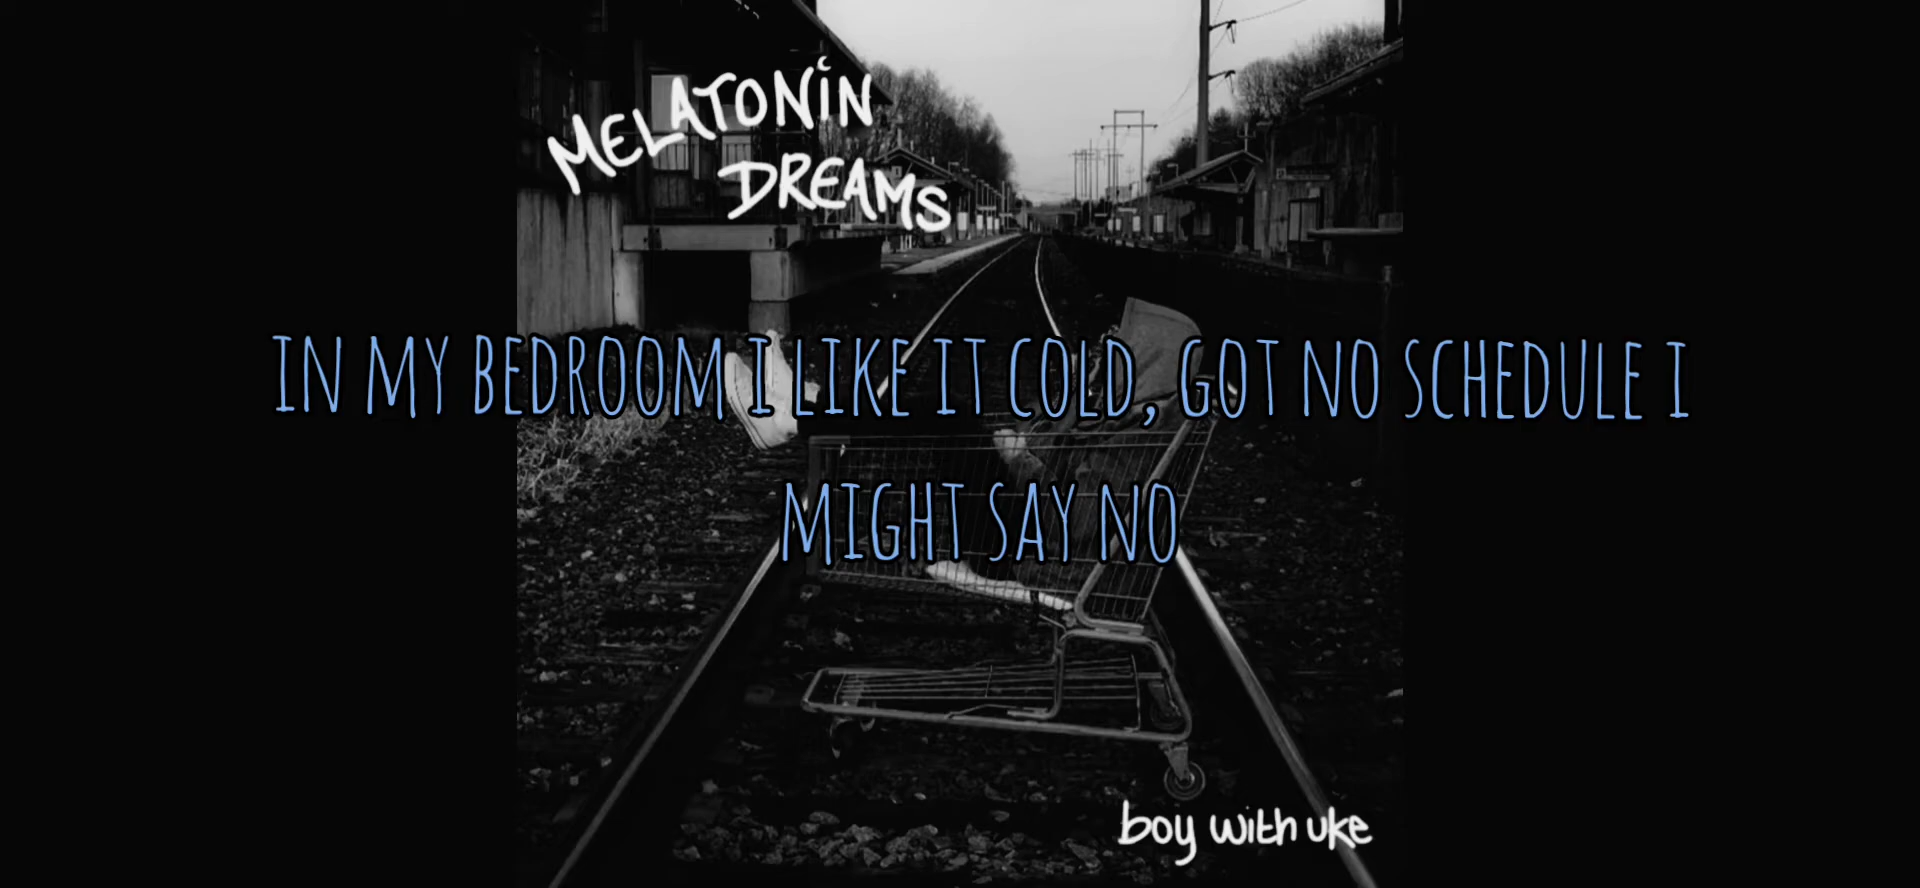 MELATONIN
DREAMS
IN MY BEDROOM I LIKE IT COLD, GOT NO SCHEDULE I
MIGHT SAY NO
boy with uke